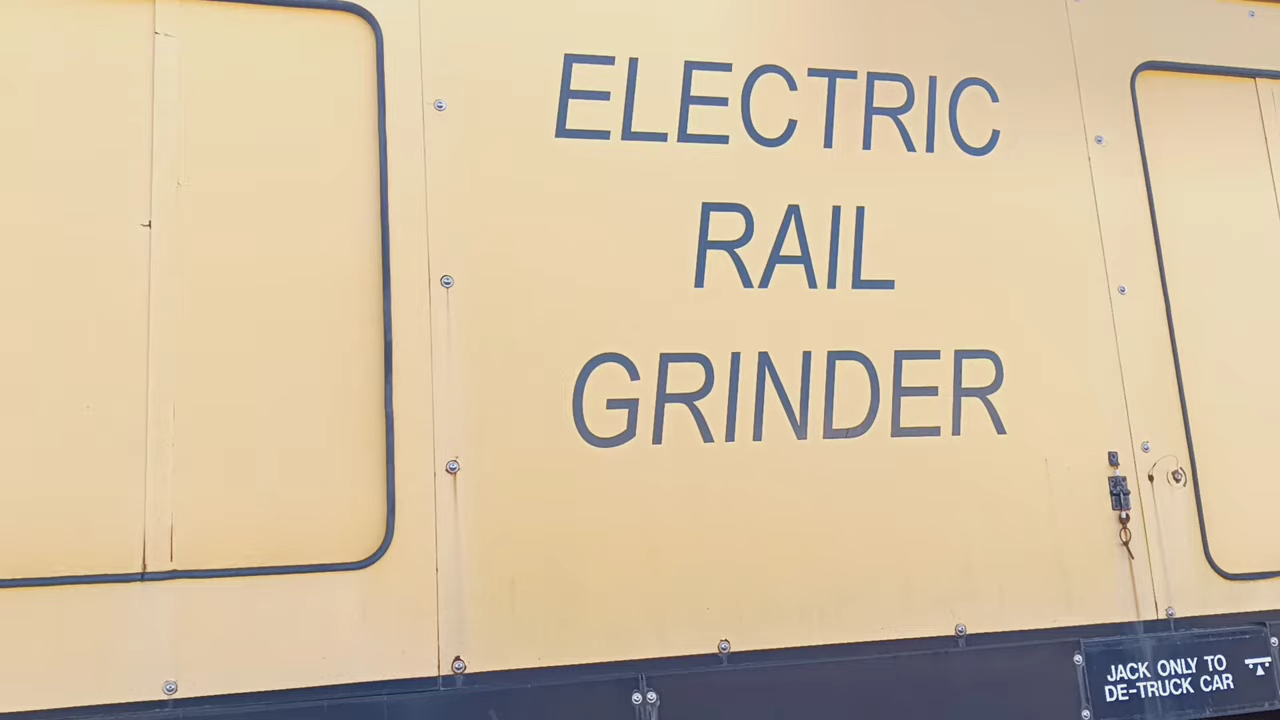 ELECTRIC
RAIL
GRINDER
JACK ONLY TO
DE-TRUCK CAR